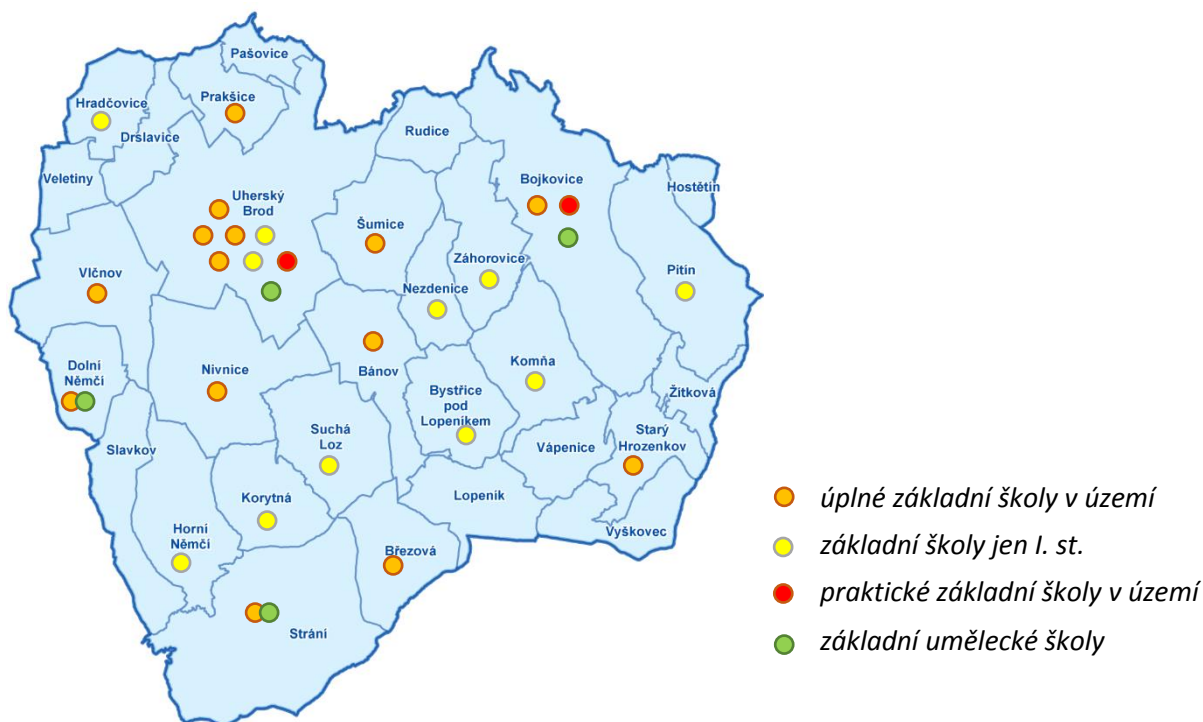 Pašovice
Prakšice
Hradčovice
Drslavice
Rudice
Veletiny
Bojkovice
Hostětín
Uherský
Brod
Šumice
Záhorovice
Vlčnov
Pitín
Nezdenice
Dolní
Němčí
Nivnice
Bánov
Komňa
Bystřice
pod
Lopeníkem
Žitková
Slavkov
Suchá
Loz
Vápenice
Starý
Hrozenkov
Korytná
Lopeník
Horní
Němčí
Vyškovec
Březová
Strání
úplné základní školy v území
základní školy jen I. st.
praktické základní školy v území
základní umělecké školy